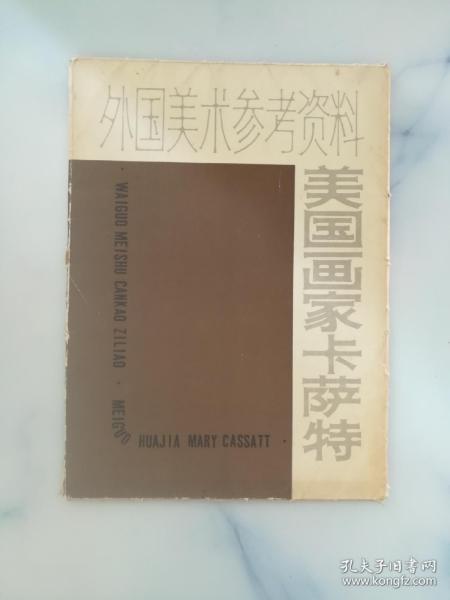 外国美术参考资料
美国画家卡萨特
· WAIGUO MEISHU CANKAO ZILIAO · MEIGUO HUAJIA MARY CASSATT ·
孔夫子旧书网
www.kongfz.com